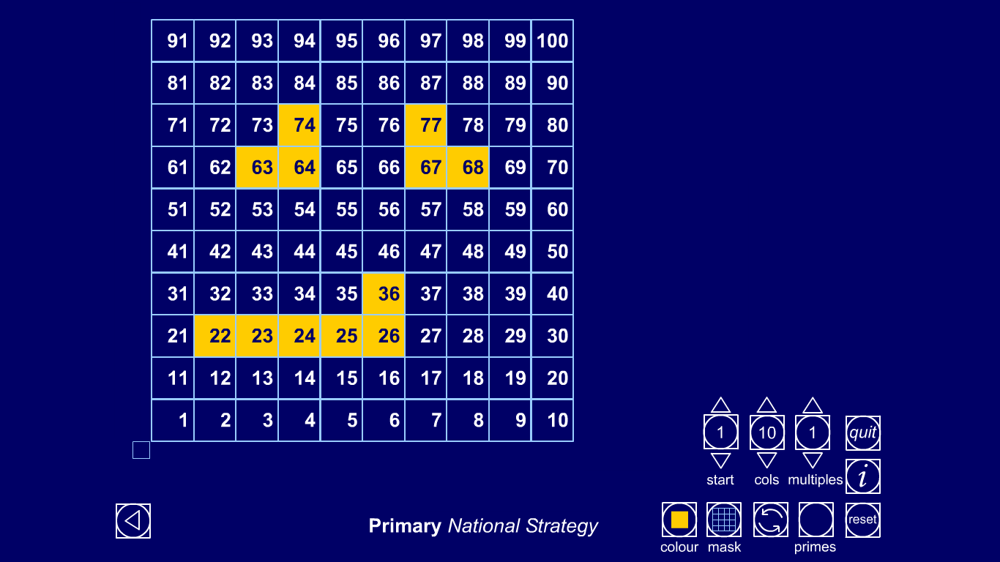 91 92 93 94 95 96 97 98 99 100
81 82 83 84 85 86 87 88 89 90
71 72 73 74 75 76 77 78 79 80
61 62 63 64 65 66 67 68 69 70
51 52 53 54 55 56 57 58 59 60
41 42 43 44 45 46 47 48 49 50
31 32 33 34 35 36 37 38 39 40
21 22 23 24 25 26 27 28 29 30
11 12 13 14 15 16 17 18 19 20
1 2 3 4 5 6 7 8 9 10
1 10 1 quit
start cols multiples i
Primary National Strategy
reset
colour mask primes